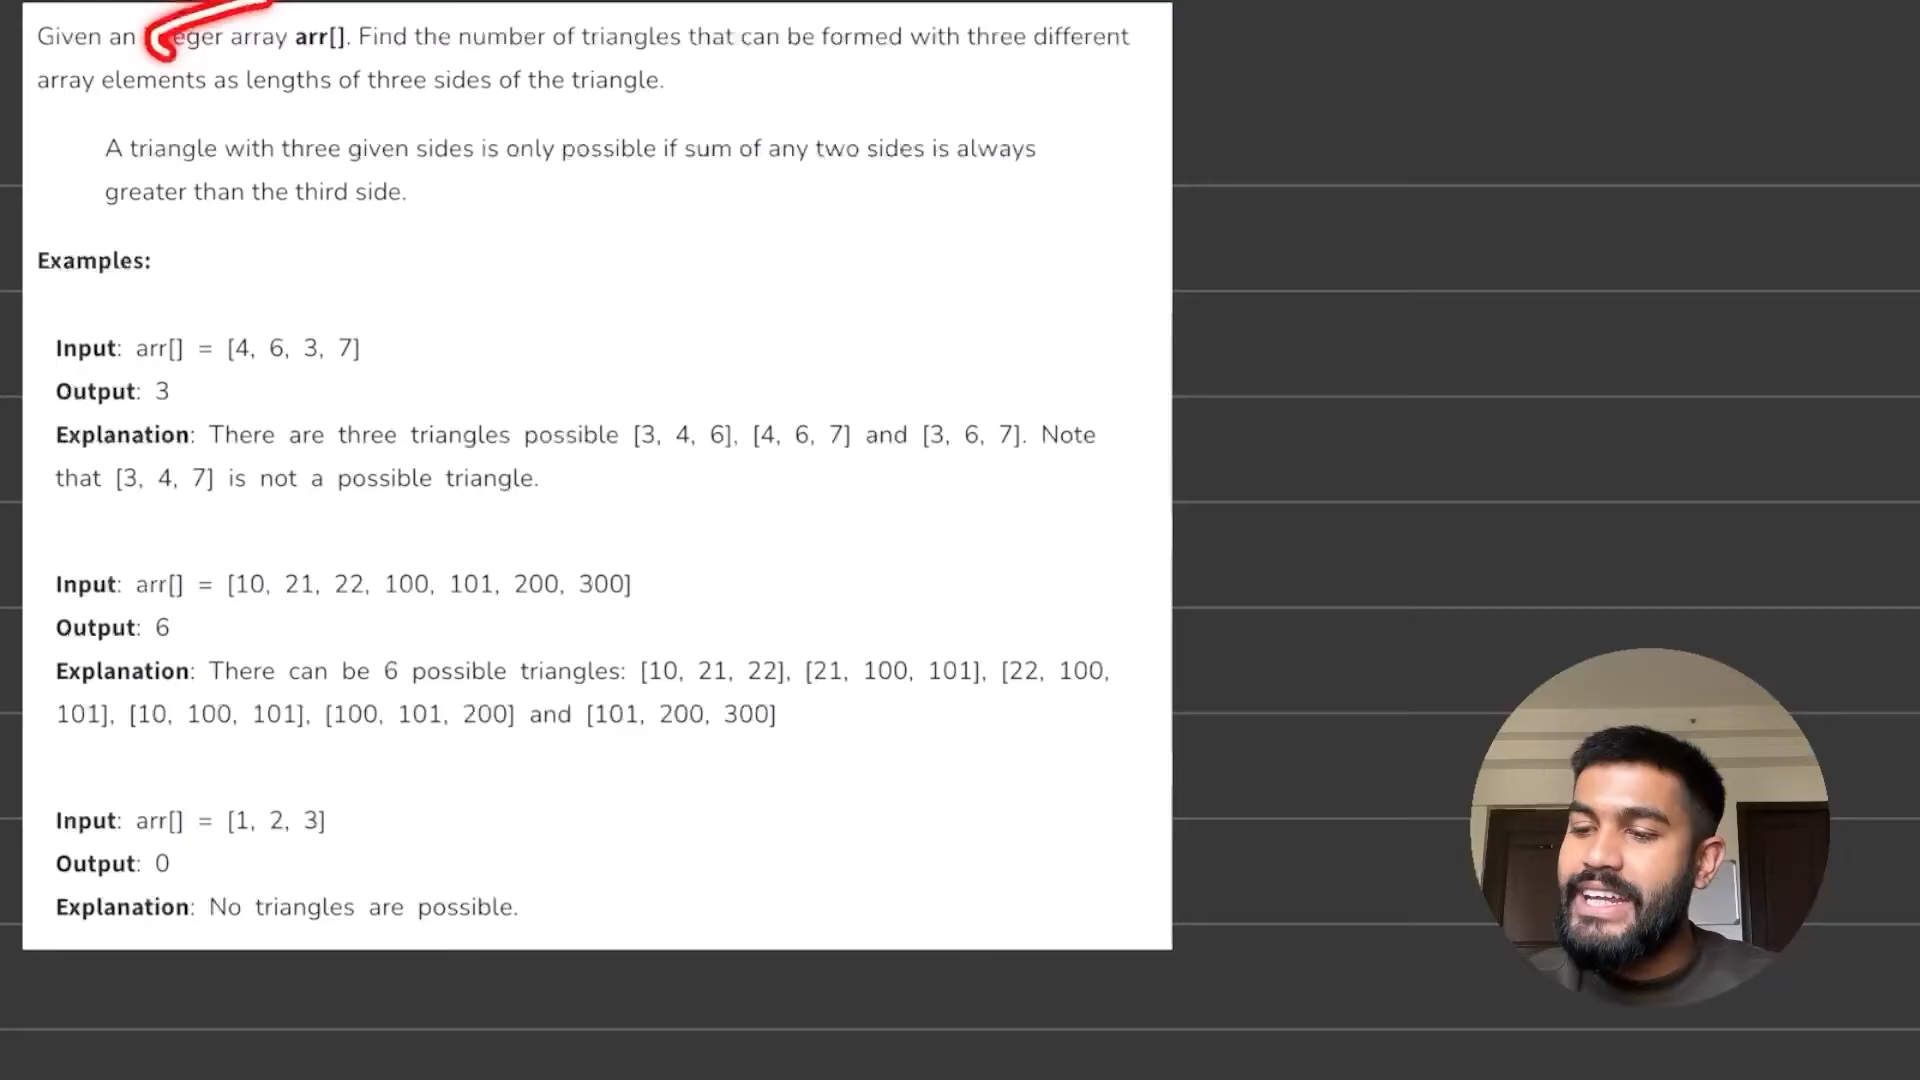 Given an eger array arr[]. Find the number of triangles that can be formed with three different
array elements as lengths of three sides of the triangle.
A triangle with three given sides is only possible if sum of any two sides is always
greater than the third side.
Examples:
Input: arr[] = [4, 6, 3, 7]
Output: 3
Explanation: There are three triangles possible [3, 4, 6], [4, 6, 7] and [3, 6, 7]. Note
that [3, 4, 7] is not a possible triangle.
Input: arr[] = [10, 21, 22, 100, 101, 200, 300]
Output: 6
Explanation: There can be 6 possible triangles: [10, 21, 22], [21, 100, 101], [22, 100,
101], [10, 100, 101], [100, 101, 200] and [101, 200, 300]
Input: arr[] = [1, 2, 3]
Output: 0
Explanation: No triangles are possible.